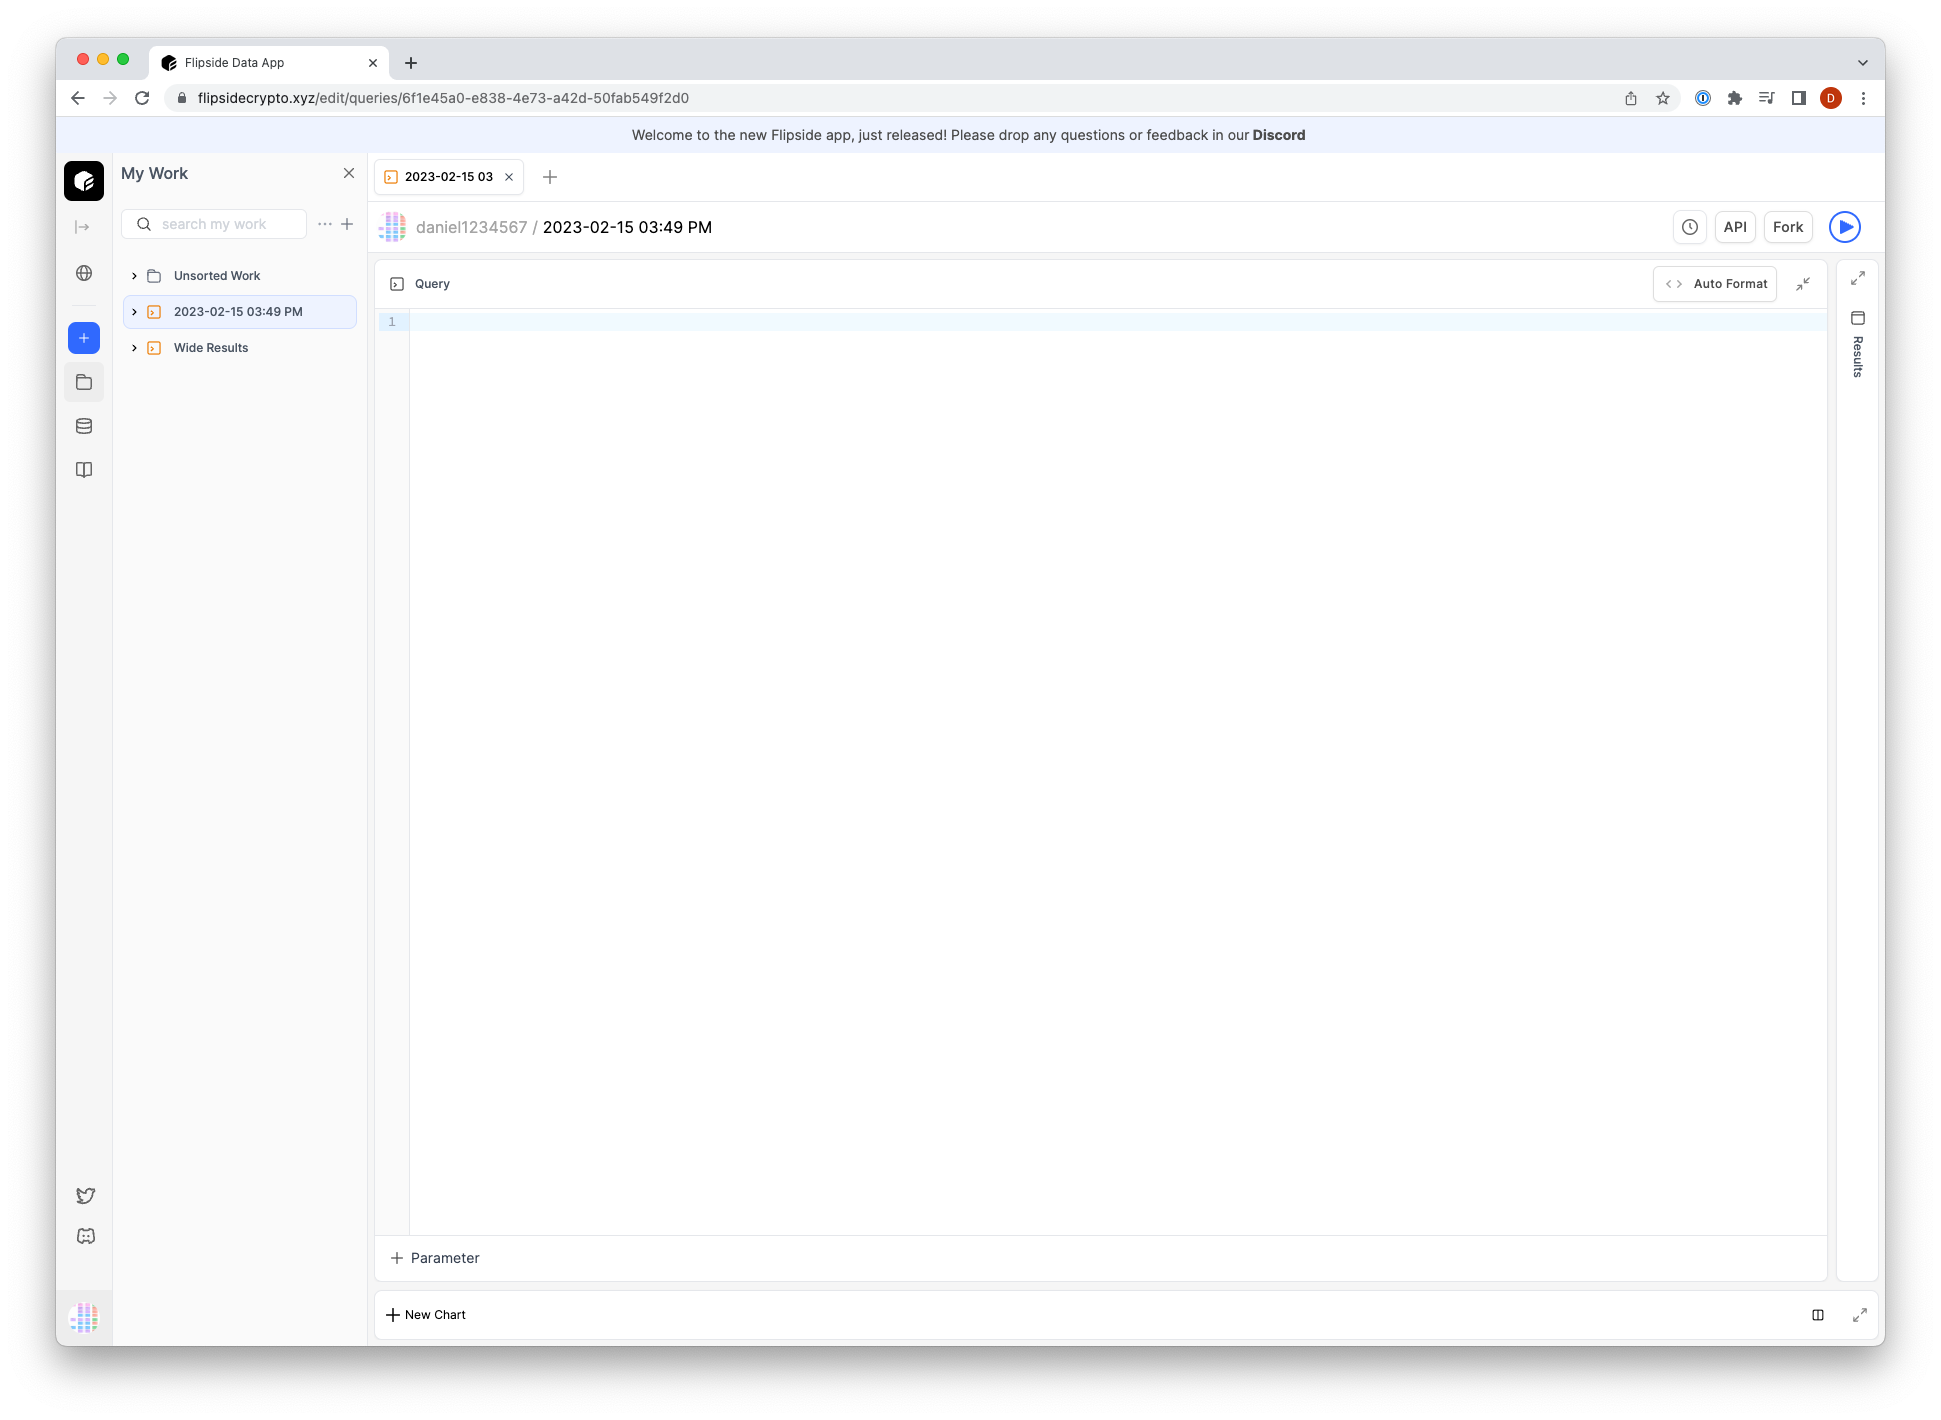 Flipside Data App
flipsidecrypto.xyz/edit/queries/6f1e45a0-e838-4e73-a42d-50fab549f2d0
D
Welcome to the new Flipside app, just released! Please drop any questions or feedback in our Discord
My Work
2023-02-15 03
search my work
daniel1234567 / 2023-02-15 03:49 PM
API
Fork
Unsorted Work
2023-02-15 03:49 PM
Wide Results
Query
Auto Format
1
Results
Parameter
New Chart